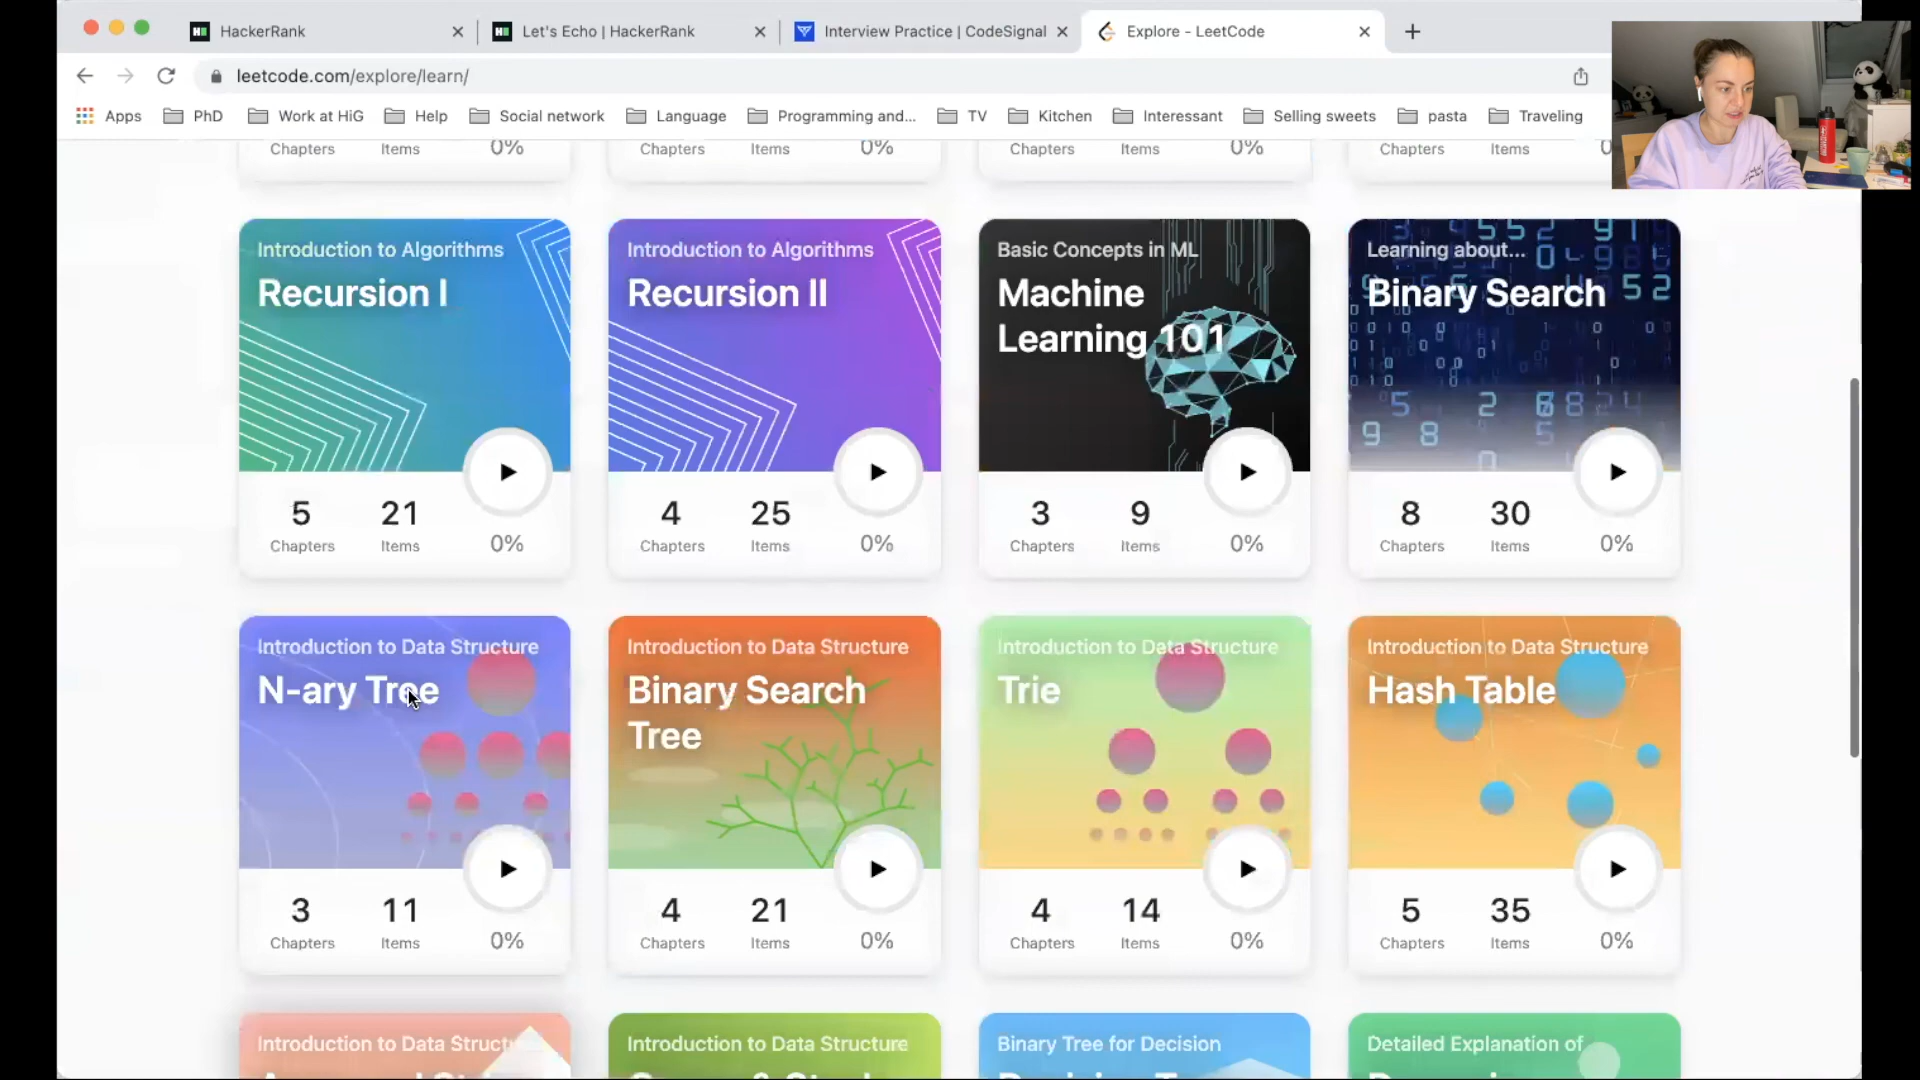 HackerRank
Let's Echo | HackerRank
Interview Practice | CodeSignal
Explore - LeetCode
leetcode.com/explore/learn/
Apps PhD Work at HiG Help Social network Language Programming and... TV Kitchen Interessant Selling sweets pasta Traveling
Chapters Items 0% Chapters Items 0% Chapters Items 0% Chapters Items
Introduction to Algorithms
Recursion I
5 21
Chapters Items 0%
Introduction to Algorithms
Recursion II
4 25
Chapters Items 0%
Basic Concepts in ML
Machine
Learning 101
3 9
Chapters Items 0%
Learning about...
Binary Search
8 30
Chapters Items 0%
Introduction to Data Structure
N-ary Tree
3 11
Chapters Items 0%
Introduction to Data Structure
Binary Search
Tree
4 21
Chapters Items 0%
Introduction to Data Structure
Trie
4 14
Chapters Items 0%
Introduction to Data Structure
Hash Table
5 35
Chapters Items 0%
Introduction to Data Structure
Introduction to Data Structure
Binary Tree for Decision
Detailed Explanation of